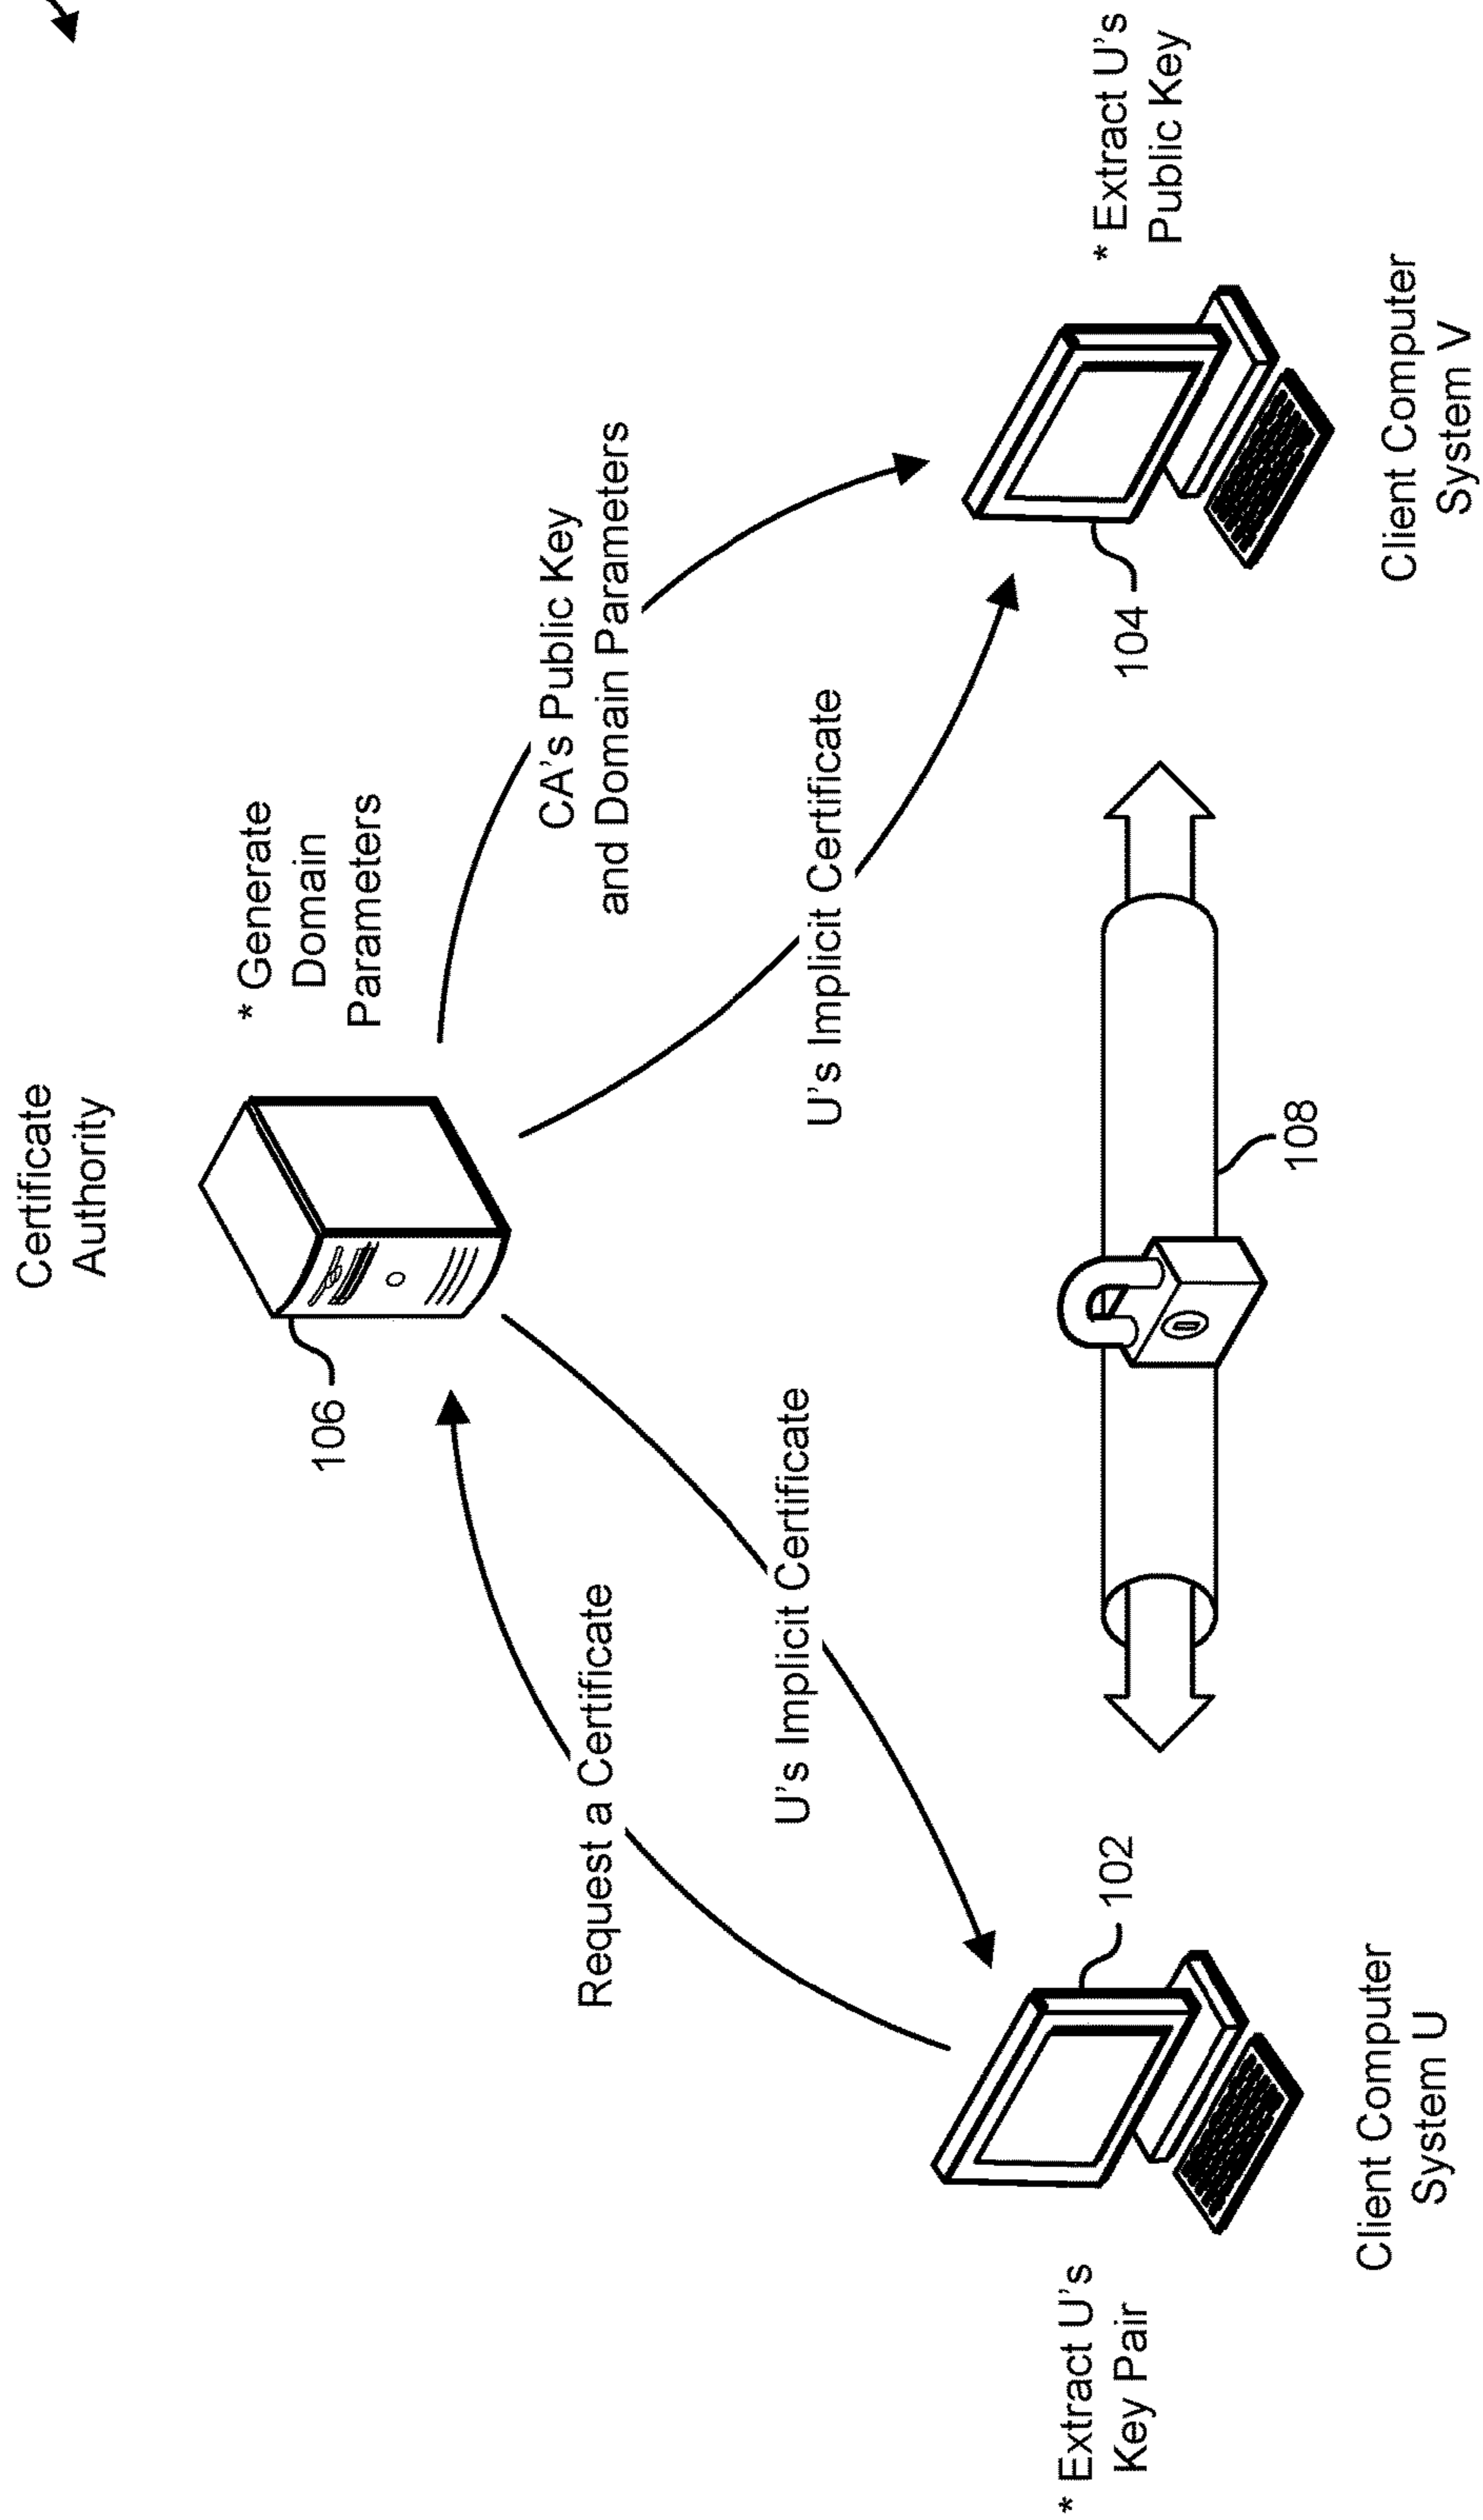 Certificate
Authority
* Generate
Domain
Parameters
106
CA's Public Key
and Domain Parameters
Request a Certificate
U's Implicit Certificate
U's Implicit Certificate
* Extract U's
Key Pair
102
104
* Extract U's
Public Key
108
Client Computer
System U
Client Computer
System V